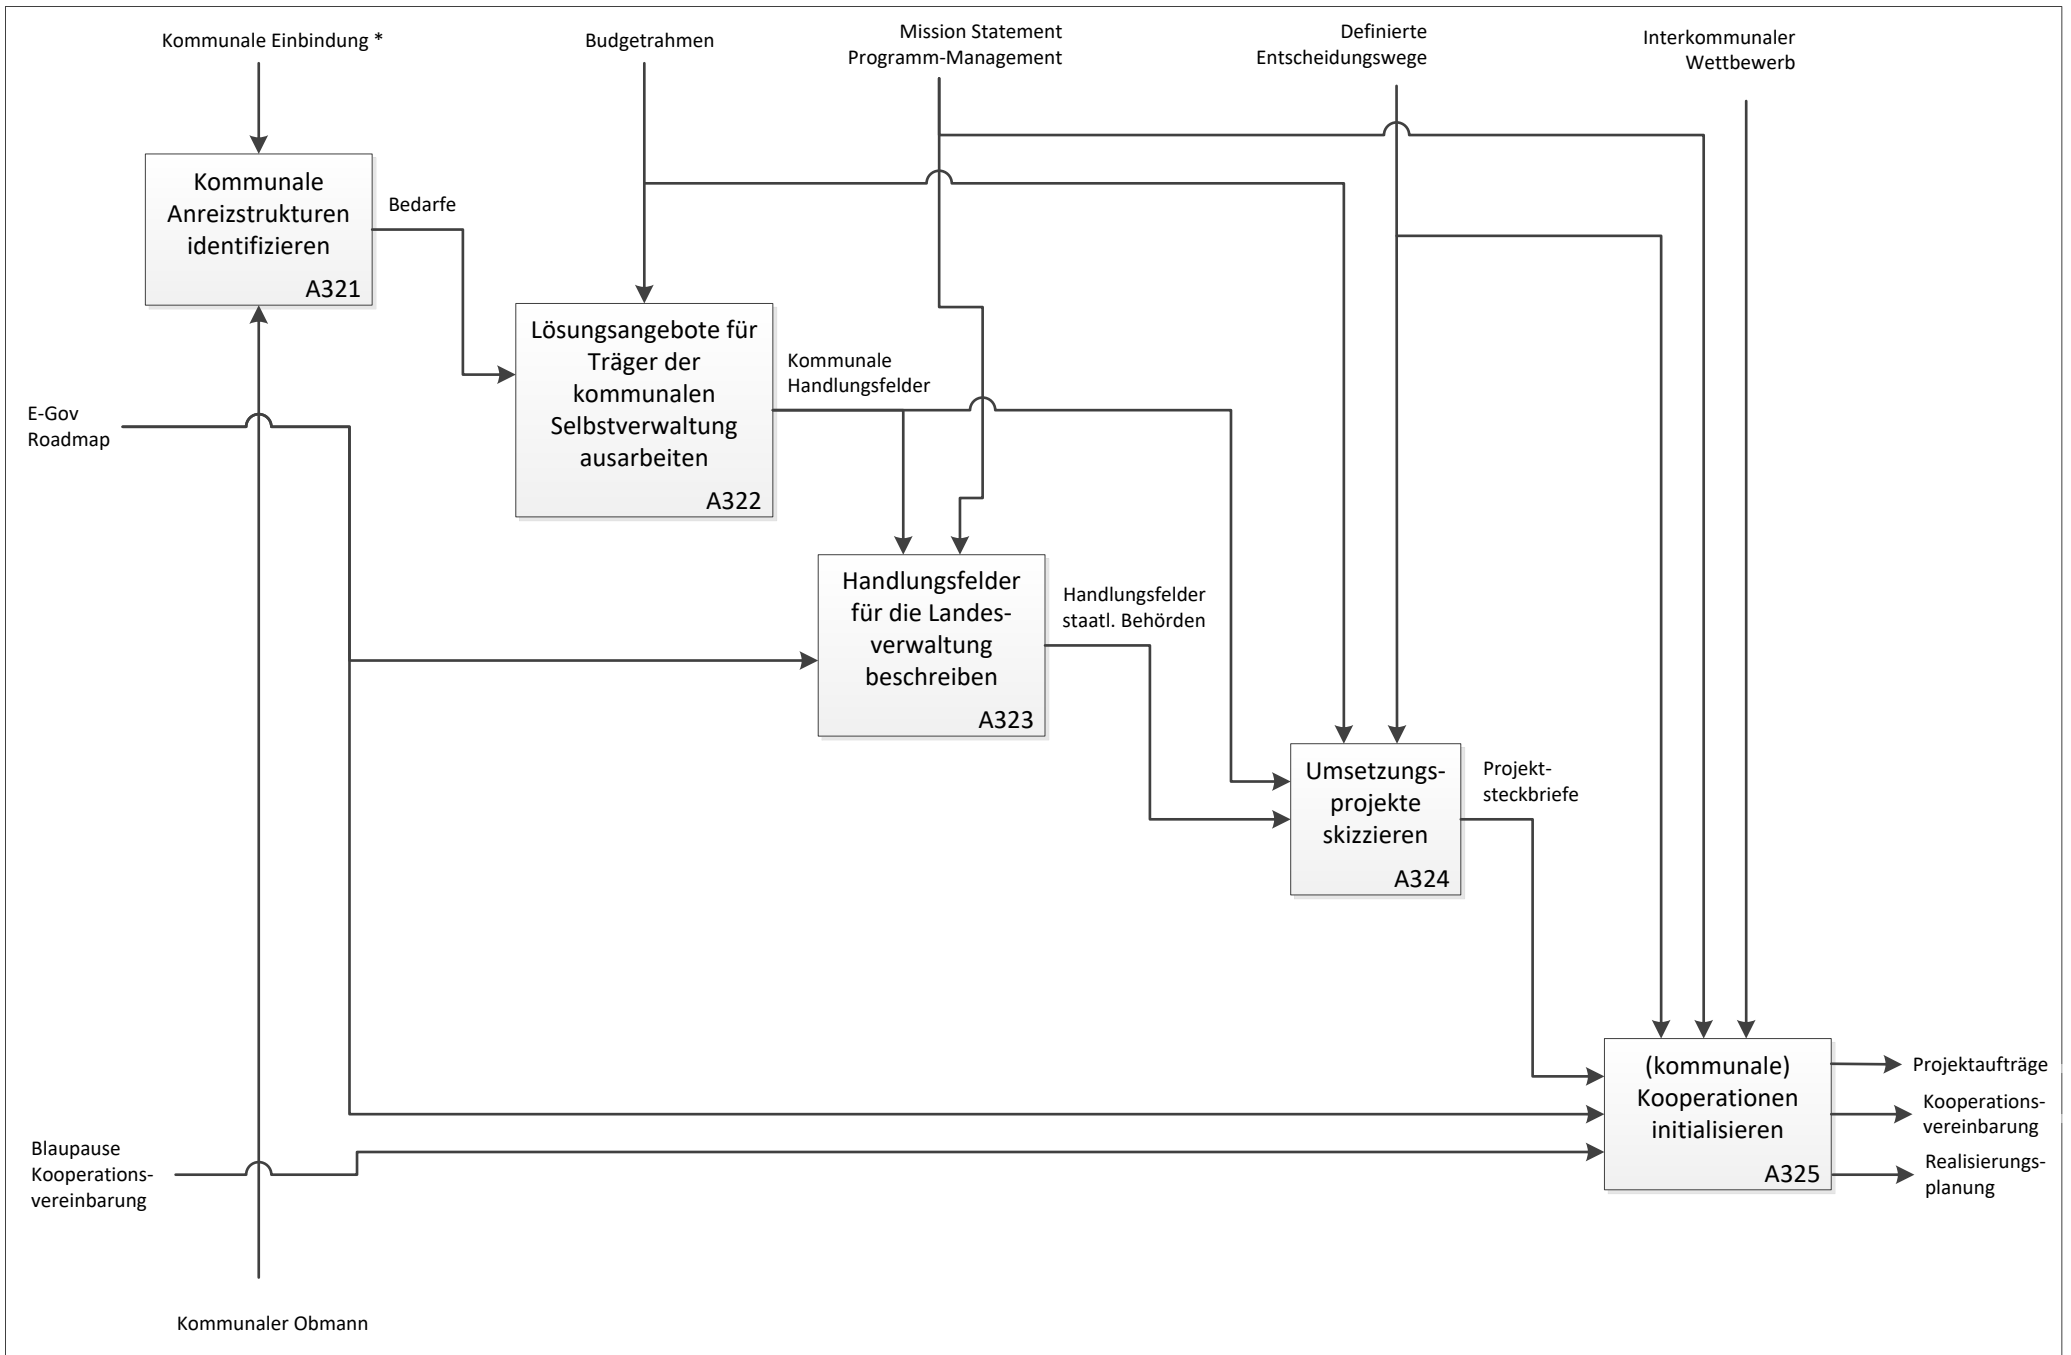 Kommunale Einbindung *
Budgetrahmen
Mission Statement
Programm-Management
Definierte
Entscheidungswege
Interkommunaler
Wettbewerb
Kommunale
Anreizstrukturen
identifizieren
A321
Bedarfe
Lösungsangebote für
Träger der
kommunalen
Selbstverwaltung
ausarbeiten
A322
Kommunale
Handlungsfelder
E-Gov
Roadmap
Handlungsfelder
für die Landes-
verwaltung
beschreiben
A323
Handlungsfelder
staatl. Behörden
Umsetzungs-
projekte
skizzieren
A324
Projekt-
steckbriefe
(kommunale)
Kooperationen
initialisieren
A325
Projektaufträge
Kooperations-
vereinbarung
Realisierungs-
planung
Blaupause
Kooperations-
vereinbarung
Kommunaler Obmann